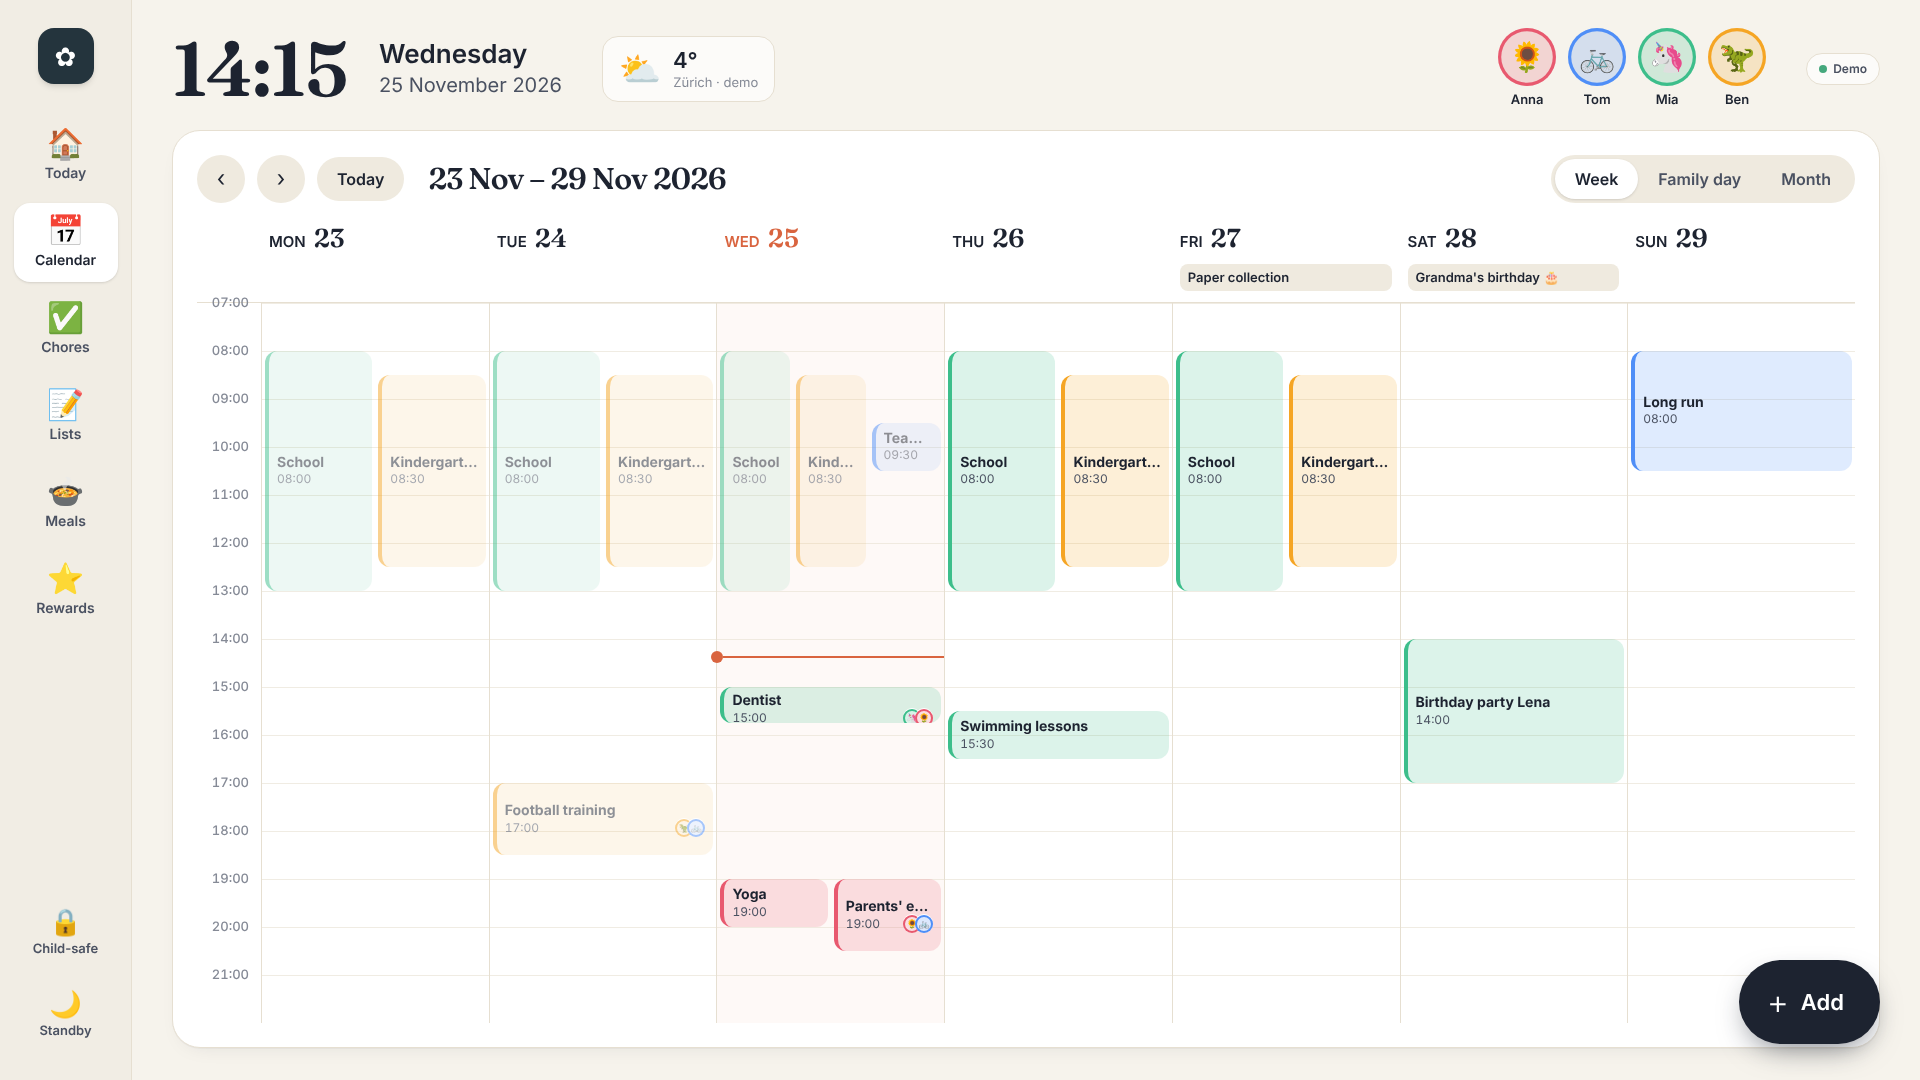 14:15
Wednesday
25 November 2026
4°
Zürich · demo
Anna
Tom
Mia
Ben
Demo
Today
July
17
Calendar
Chores
Lists
Meals
Rewards
Child-safe
Standby
‹
›
Today
23 Nov – 29 Nov 2026
Week
Family day
Month
MON 23
TUE 24
WED 25
THU 26
FRI 27
SAT 28
SUN 29
Paper collection
Grandma's birthday
07:00
08:00
09:00
10:00
11:00
12:00
13:00
14:00
15:00
16:00
17:00
18:00
19:00
20:00
21:00
School
08:00
Kindergart...
08:30
School
08:00
Kindergart...
08:30
Football training
17:00
School
08:00
Kind...
08:30
Tea...
09:30
Dentist
15:00
Yoga
19:00
Parents' e...
19:00
School
08:00
Kindergart...
08:30
Swimming lessons
15:30
School
08:00
Kindergart...
08:30
Birthday party Lena
14:00
Long run
08:00
+ Add